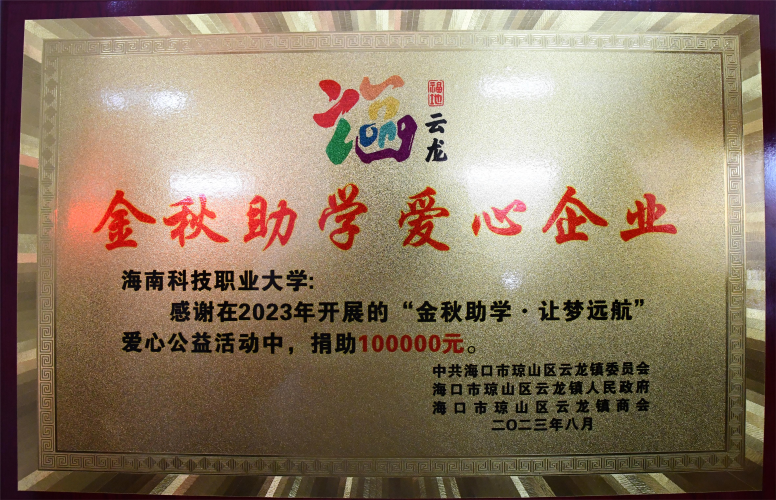 福地
云龙
long
金秋助学 爱心企业
海南科技职业大学:
感谢在2023年开展的“金秋助学·让梦远航”
爱心公益活动中，捐助100000元。
中共海口市琼山区云龙镇委员会
海口市琼山区云龙镇人民政府
海口市琼山区云龙镇商会
二〇二三年八月